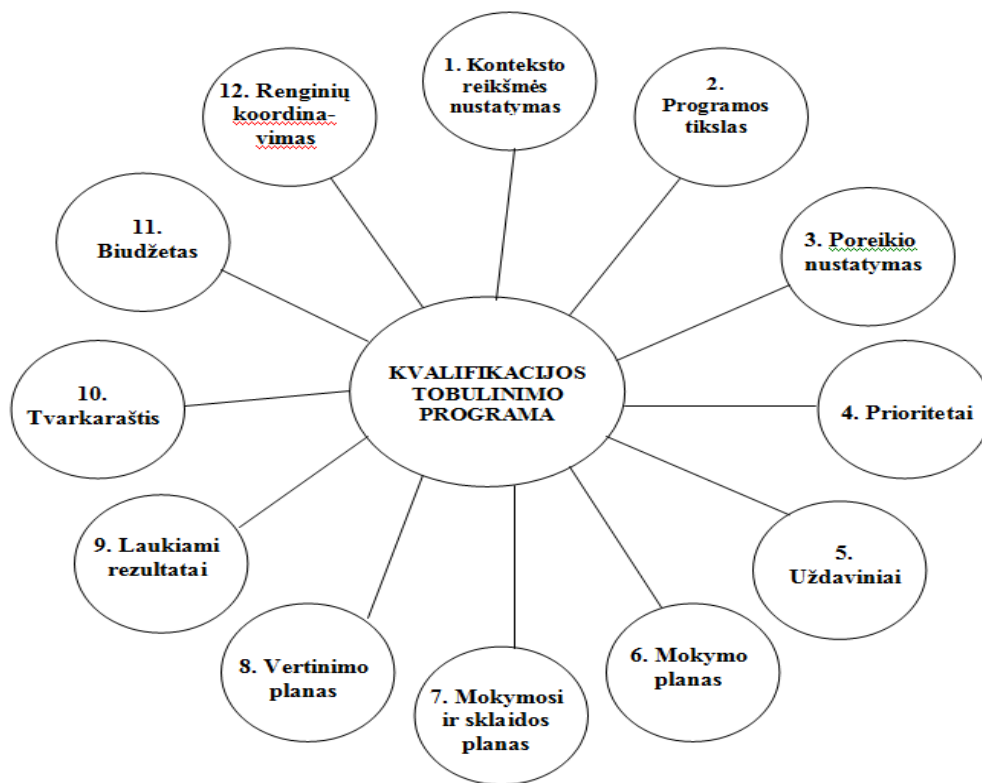 1. Konteksto
reikšmės
nustatymas
2.
Programos
tikslas
3. Poreikio
nustatymas
4. Prioritetai
5.
Uždaviniai
6. Mokymo
planas
7. Mokymosi
ir sklaidos
planas
8. Vertinimo
planas
9. Laukiami
rezultatai
10.
Tvarkaraštis
11.
Biudžetas
12. Renginių
koordina-
vimas
KVALIFIKACIJOS
TOBULINIMO
PROGRAMA